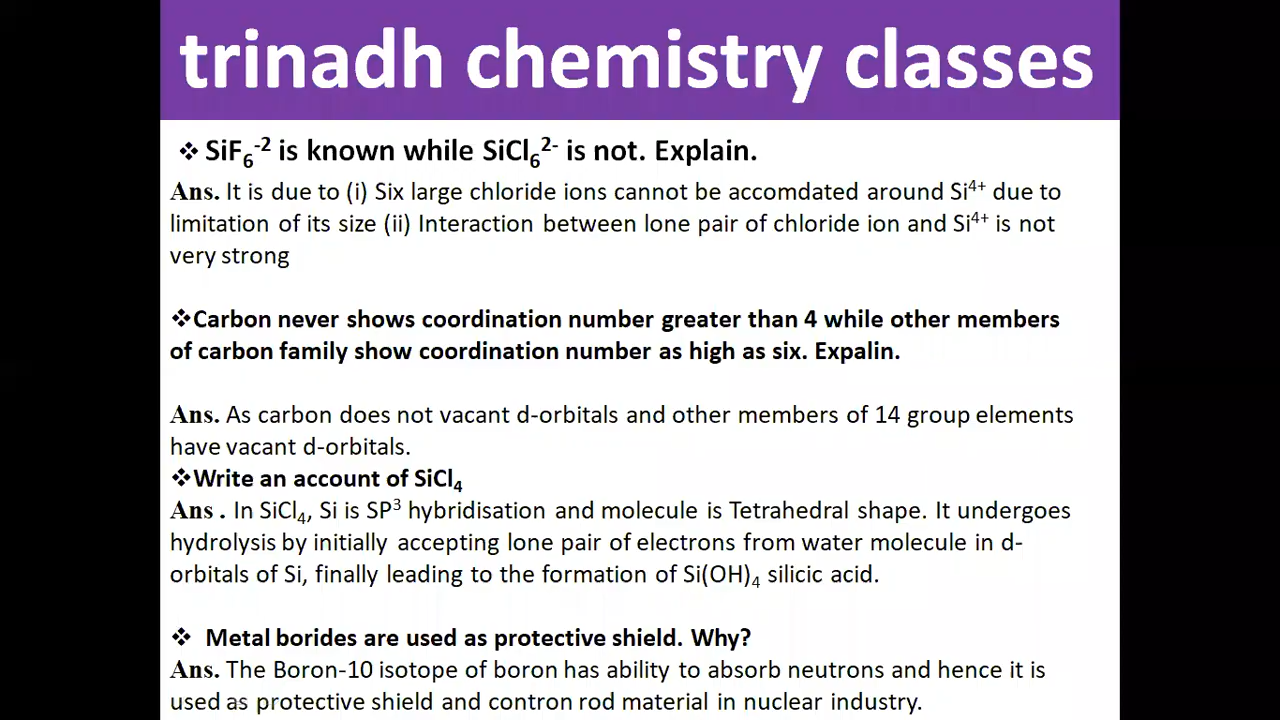 trinadh chemistry classes
❖ SiF₆⁻² is known while SiCl₆²⁻ is not. Explain.
Ans. It is due to (i) Six large chloride ions cannot be accomdated around Si⁴⁺ due to
limitation of its size (ii) Interaction between lone pair of chloride ion and Si⁴⁺ is not
very strong
❖Carbon never shows coordination number greater than 4 while other members
of carbon family show coordination number as high as six. Expalin.
Ans. As carbon does not vacant d-orbitals and other members of 14 group elements
have vacant d-orbitals.
❖Write an account of SiCl₄
Ans . In SiCl₄, Si is SP³ hybridisation and molecule is Tetrahedral shape. It undergoes
hydrolysis by initially accepting lone pair of electrons from water molecule in d-
orbitals of Si, finally leading to the formation of Si(OH)₄ silicic acid.
❖ Metal borides are used as protective shield. Why?
Ans. The Boron-10 isotope of boron has ability to absorb neutrons and hence it is
used as protective shield and contron rod material in nuclear industry.